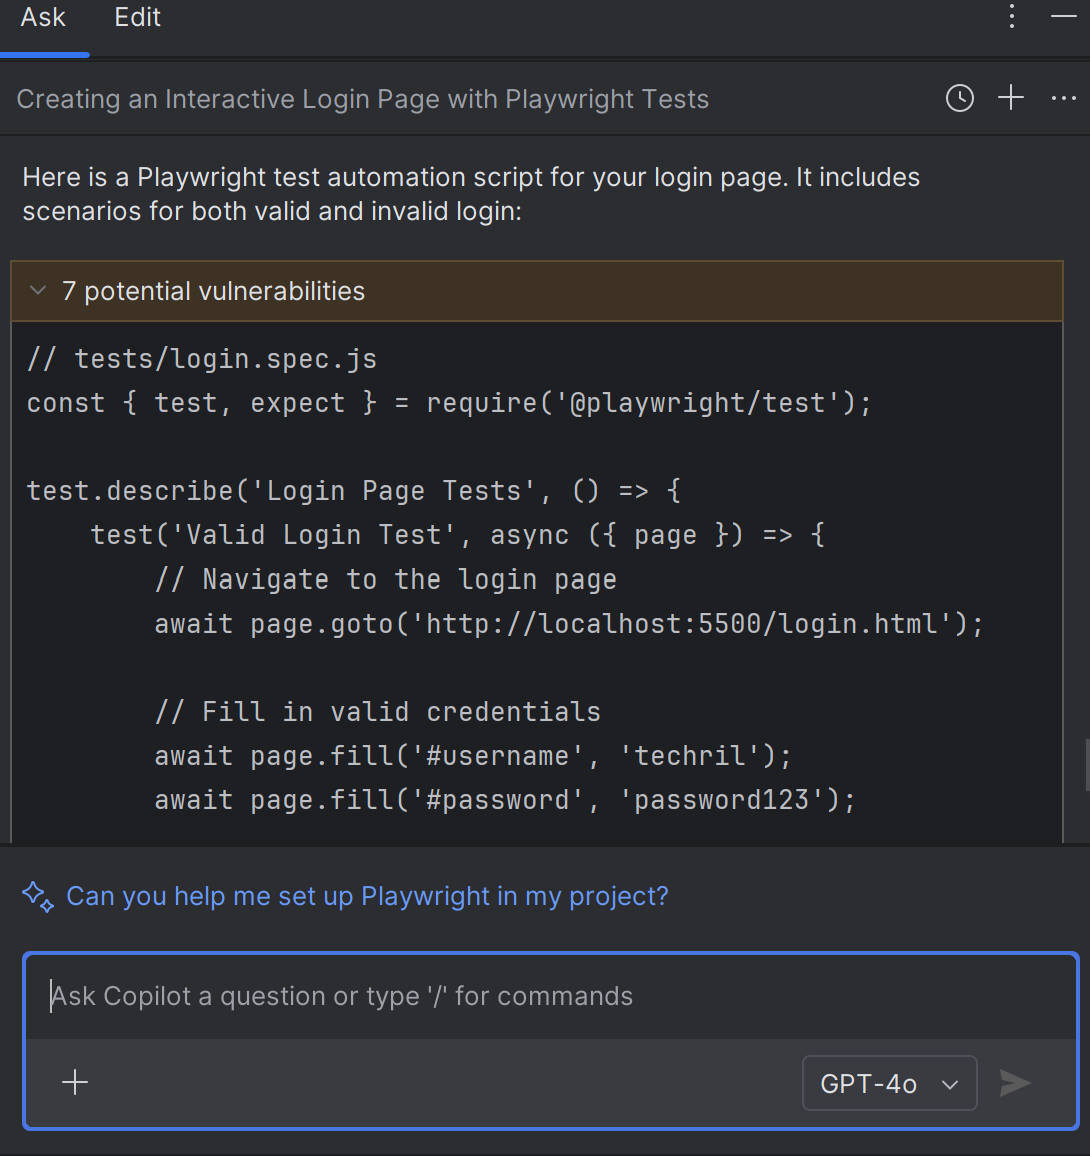 Ask Edit
Creating an Interactive Login Page with Playwright Tests
Here is a Playwright test automation script for your login page. It includes
scenarios for both valid and invalid login:
7 potential vulnerabilities
// tests/login.spec.js
const { test, expect } = require('@playwright/test');
test.describe('Login Page Tests', () => {
    test('Valid Login Test', async ({ page }) => {
        // Navigate to the login page
        await page.goto('http://localhost:5500/login.html');
        // Fill in valid credentials
        await page.fill('#username', 'techril');
        await page.fill('#password', 'password123');
Can you help me set up Playwright in my project?
Ask Copilot a question or type '/' for commands
GPT-4o